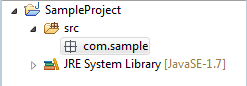 SampleProject
src
com.sample
JRE System Library [JavaSE-1.7]